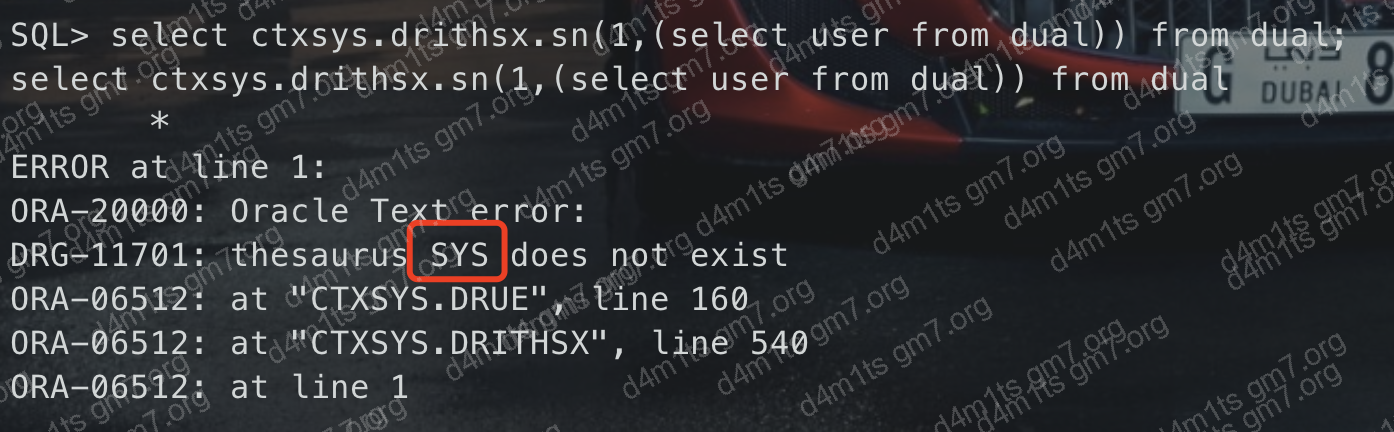 SQL> select ctxsys.drithsx.sn(1,(select user from dual)) from dual;
select ctxsys.drithsx.sn(1,(select user from dual)) from dual
*
ERROR at line 1:
ORA-20000: Oracle Text error:
DRG-11701: thesaurus SYS does not exist
ORA-06512: at "CTXSYS.DRUE", line 160
ORA-06512: at "CTXSYS.DRITHSX", line 540
ORA-06512: at line 1
G DUBAI 8
d4m1ts gm7.org